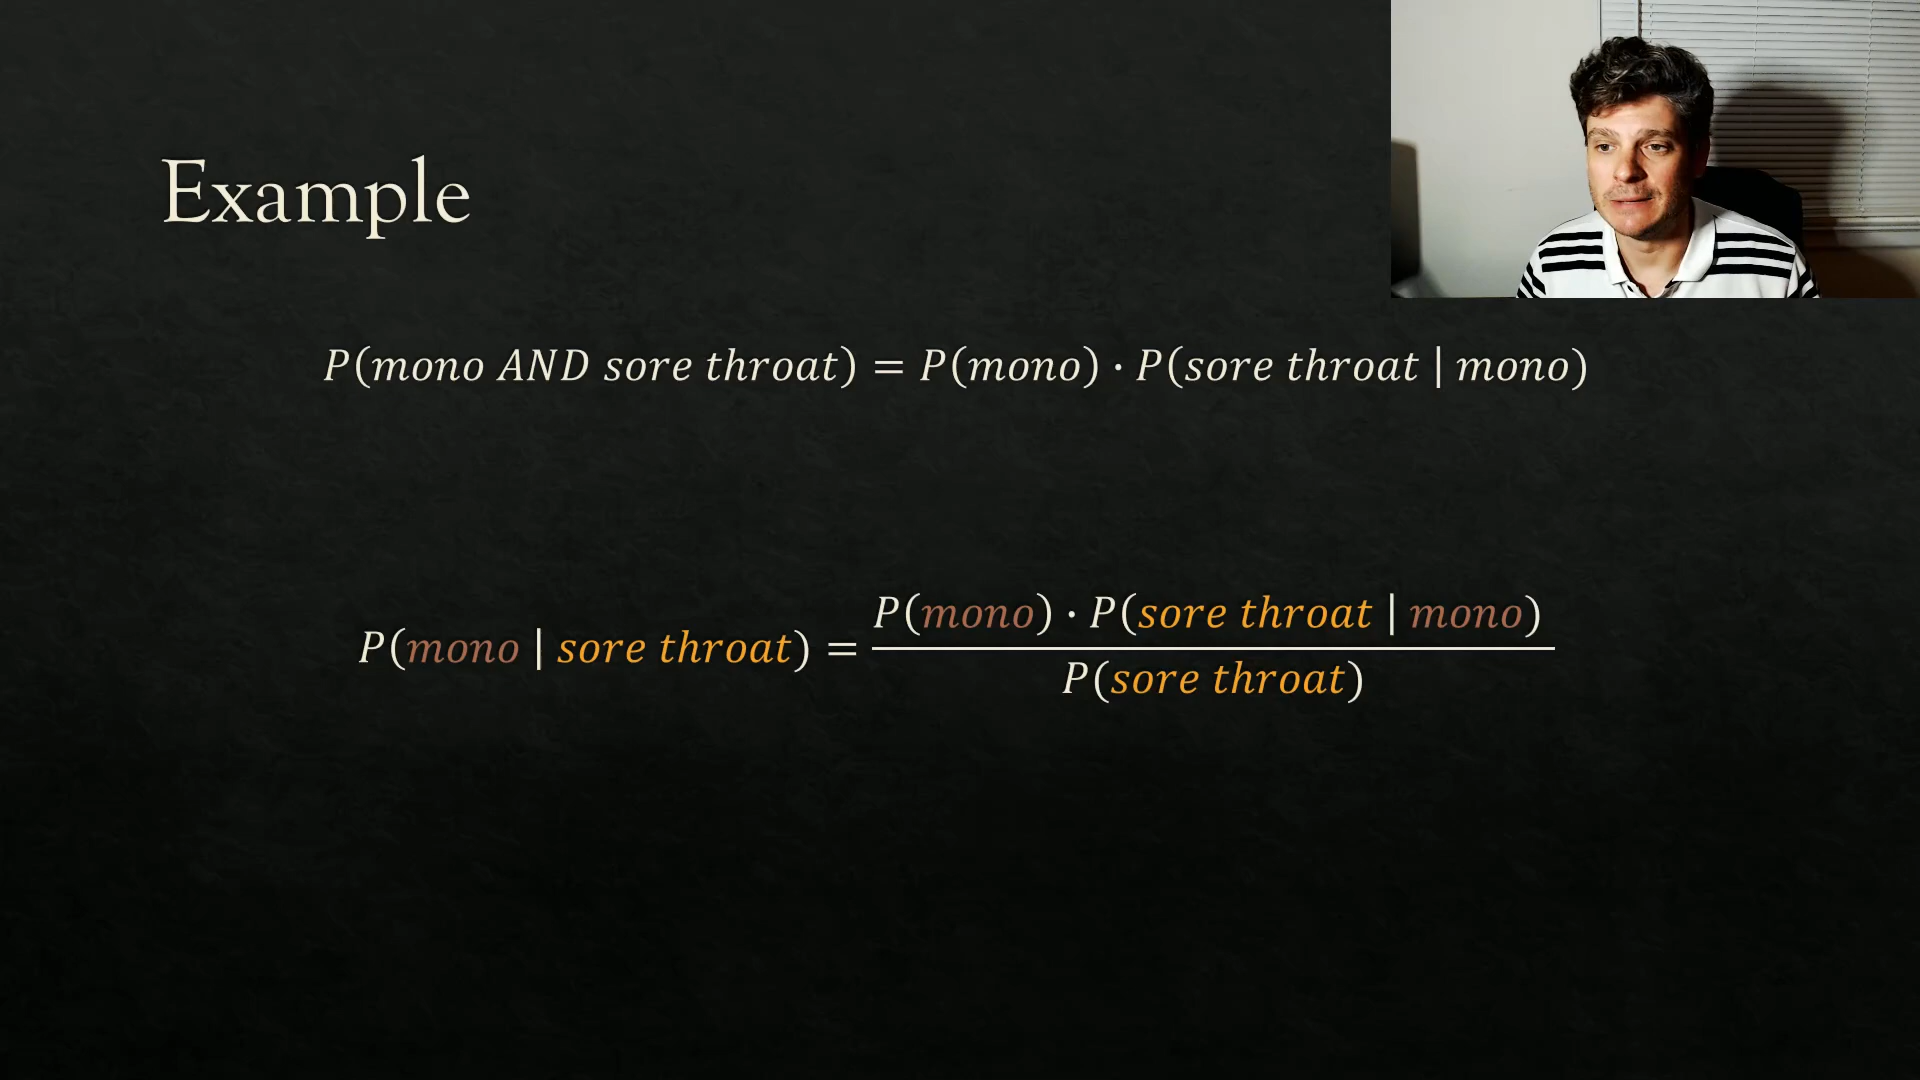 Example
P(mono AND sore throat) = P(mono) · P(sore throat | mono)
P(mono | sore throat) = P(mono) · P(sore throat | mono)
P(sore throat)